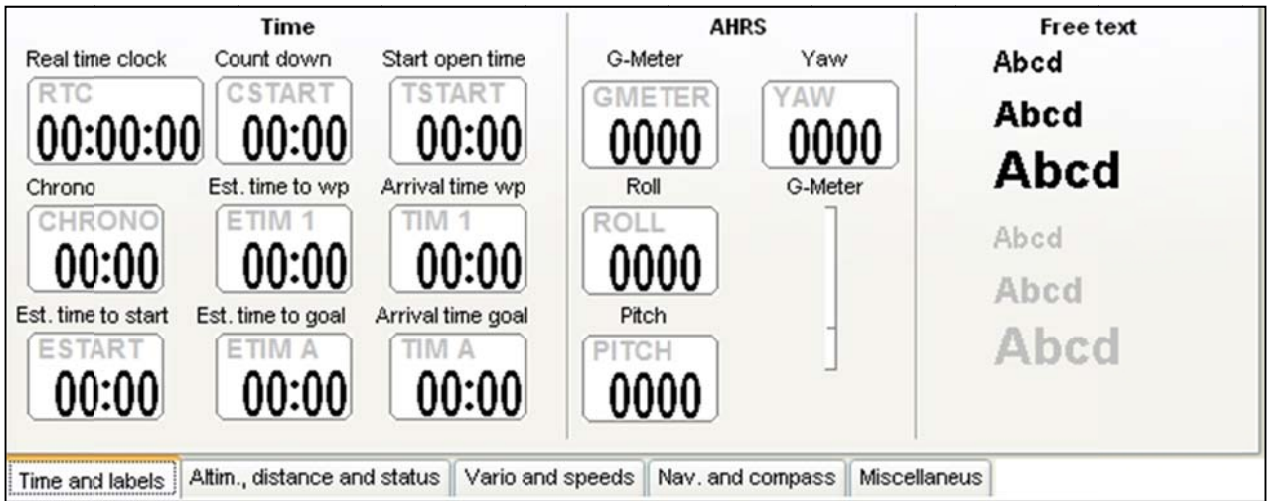 Time
Real time clock Count down Start open time
RTC CSTART TSTART
00:00:00 00:00 00:00
Chrono Est. time to wp Arrival time wp
CHRONO ETIM 1 TIM 1
00:00 00:00 00:00
Est. time to start Est. time to goal Arrival time goal
ESTART ETIM A TIM A
00:00 00:00 00:00
AHRS
G-Meter Yaw
GMETER YAW
0000 0000
Roll G-Meter
ROLL
0000
Pitch
PITCH
0000
Free text
Abcd
Abcd
Abcd
Abcd
Abcd
Abcd
Time and labels Altim., distance and status Vario and speeds Nav. and compass Miscellaneus